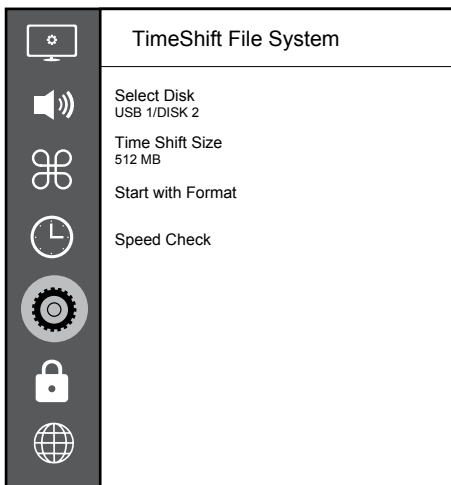 TimeShift File System
Select Disk
USB 1/DISK 2
Time Shift Size
512 MB
Start with Format
Speed Check